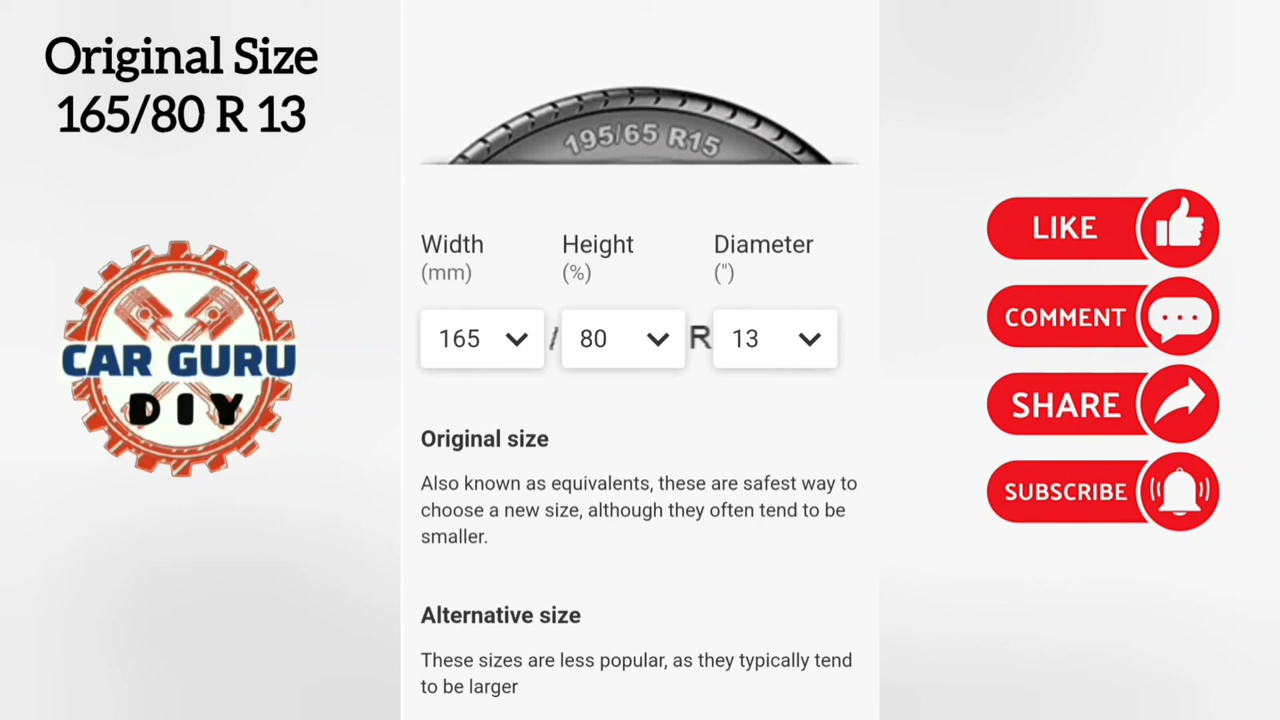 Original Size
165/80 R 13
CAR GURU
DIY
195/65 R15
Width
(mm)
Height
(%)
Diameter
(")
165 / 80 R 13
Original size
Also known as equivalents, these are safest way to
choose a new size, although they often tend to be
smaller.
Alternative size
These sizes are less popular, as they typically tend
to be larger
LIKE
COMMENT
SHARE
SUBSCRIBE